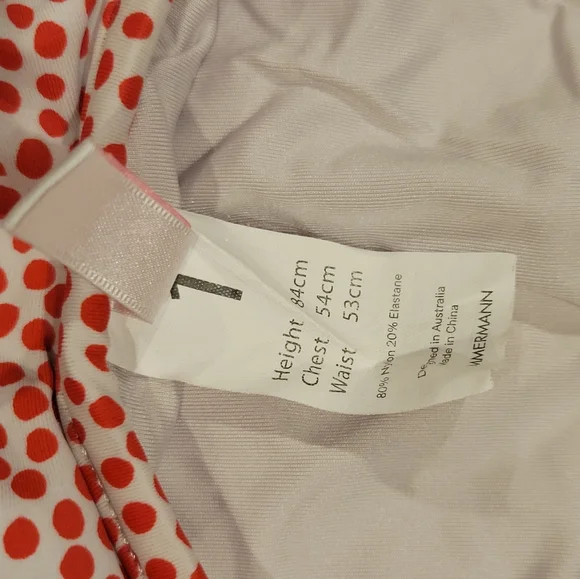 1
Height 84cm
Chest 54cm
Waist 53cm
80% Nylon 20% Elastane
in Australia
in China